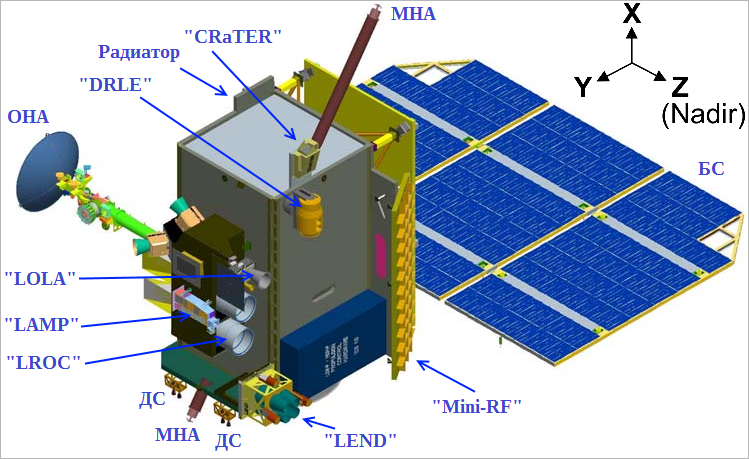 МНА
"CRaTER"
Радиатор
"DRLE"
ОНА
X
Y
Z
(Nadir)
БС
"LOLA"
"LAMP"
"LROC"
"Mini-RF"
ДС
МНА
ДС
"LEND"